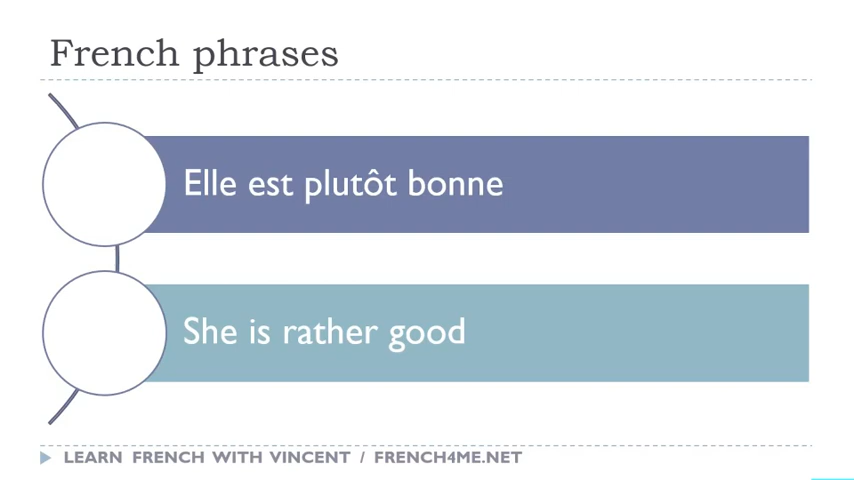 French phrases
Elle est plutôt bonne
She is rather good
LEARN FRENCH WITH VINCENT / FRENCH4ME.NET